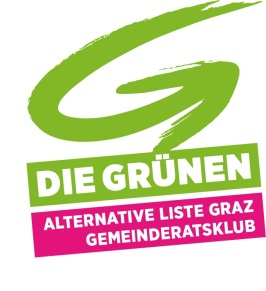 DIE GRÜNEN
ALTERNATIVE LISTE GRAZ
GEMEINDERATSKLUB